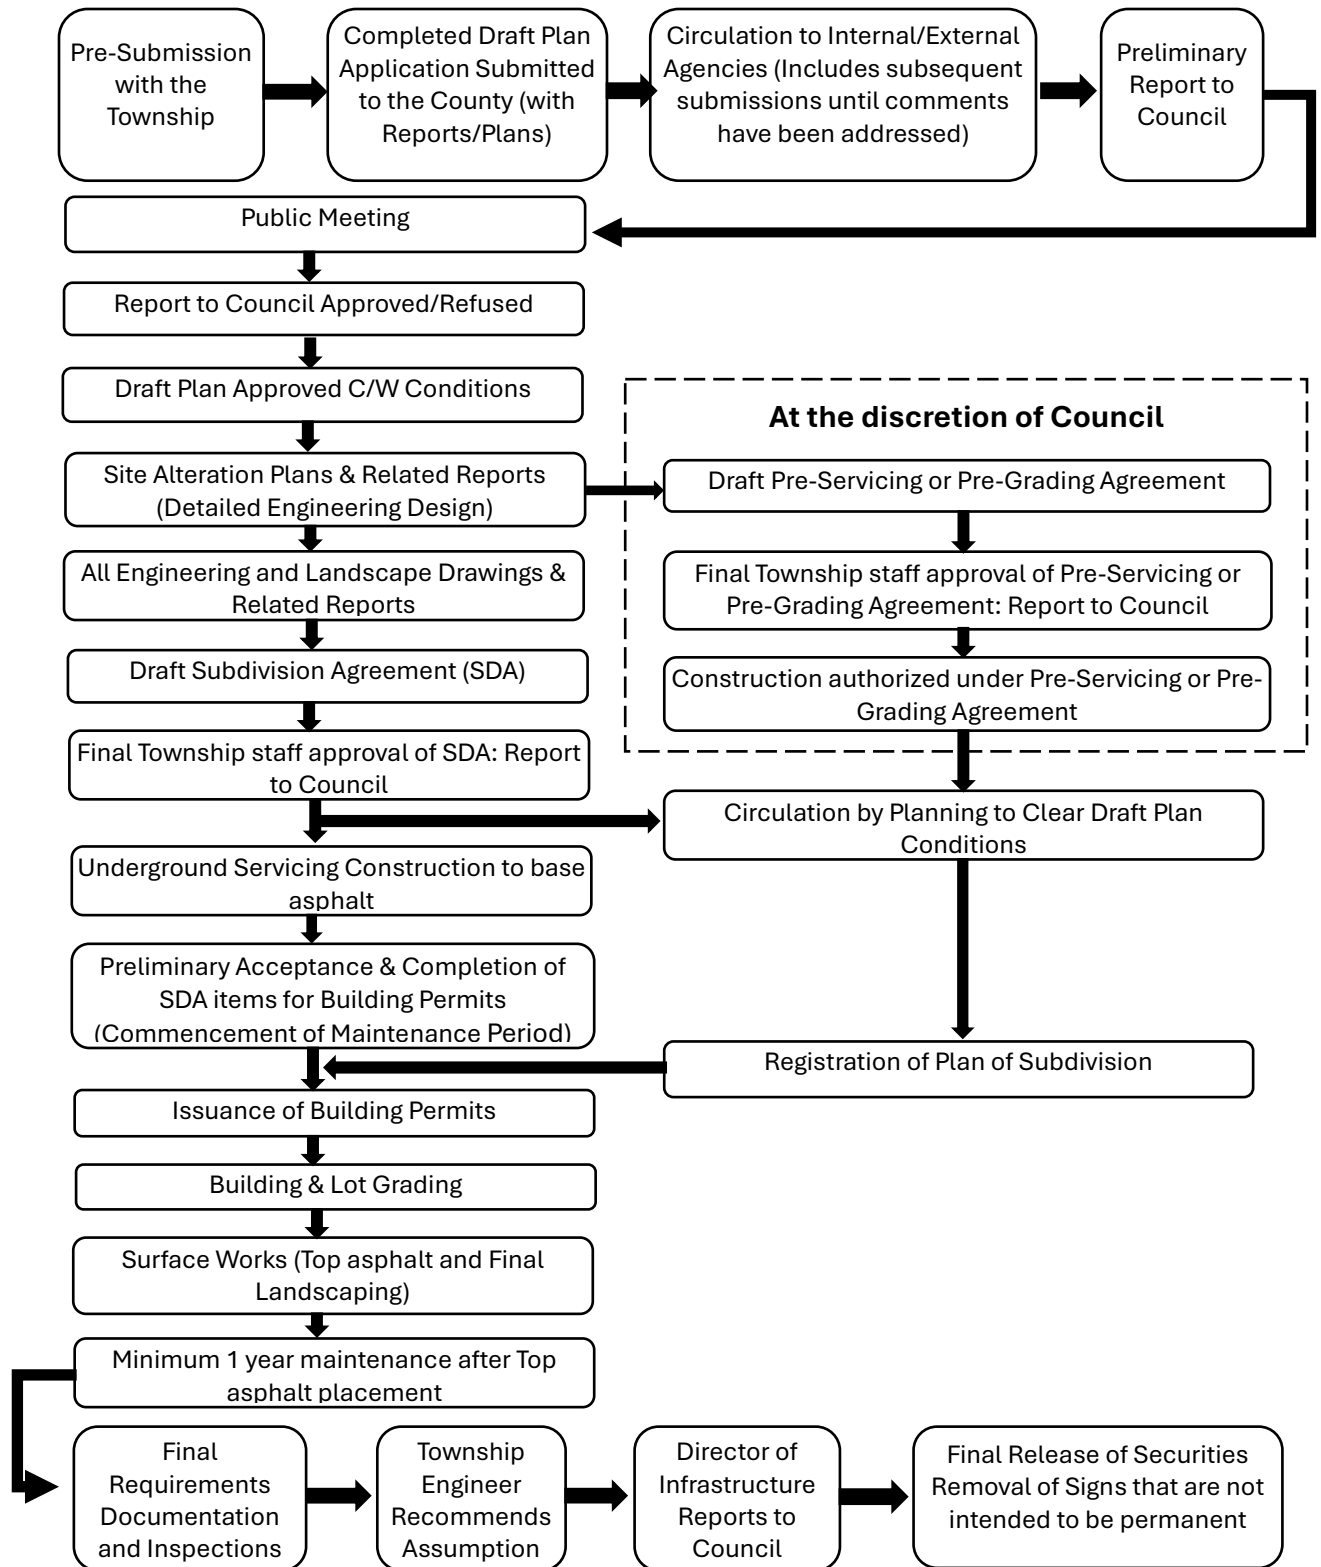 Pre-Submission
with the
Township
Completed Draft Plan
Application Submitted
to the County (with
Reports/Plans)
Circulation to Internal/External
Agencies (Includes subsequent
submissions until comments
have been addressed)
Preliminary
Report to
Council
Public Meeting
Report to Council Approved/Refused
Draft Plan Approved C/W Conditions
Site Alteration Plans & Related Reports
(Detailed Engineering Design)
All Engineering and Landscape Drawings &
Related Reports
Draft Subdivision Agreement (SDA)
Final Township staff approval of SDA: Report
to Council
At the discretion of Council
Draft Pre-Servicing or Pre-Grading Agreement
Final Township staff approval of Pre-Servicing or
Pre-Grading Agreement: Report to Council
Construction authorized under Pre-Servicing or Pre-
Grading Agreement
Circulation by Planning to Clear Draft Plan
Conditions
Underground Servicing Construction to base
asphalt
Preliminary Acceptance & Completion of
SDA items for Building Permits
(Commencement of Maintenance Period)
Registration of Plan of Subdivision
Issuance of Building Permits
Building & Lot Grading
Surface Works (Top asphalt and Final
Landscaping)
Minimum 1 year maintenance after Top
asphalt placement
Final
Requirements
Documentation
and Inspections
Township
Engineer
Recommends
Assumption
Director of
Infrastructure
Reports to
Council
Final Release of Securities
Removal of Signs that are not
intended to be permanent